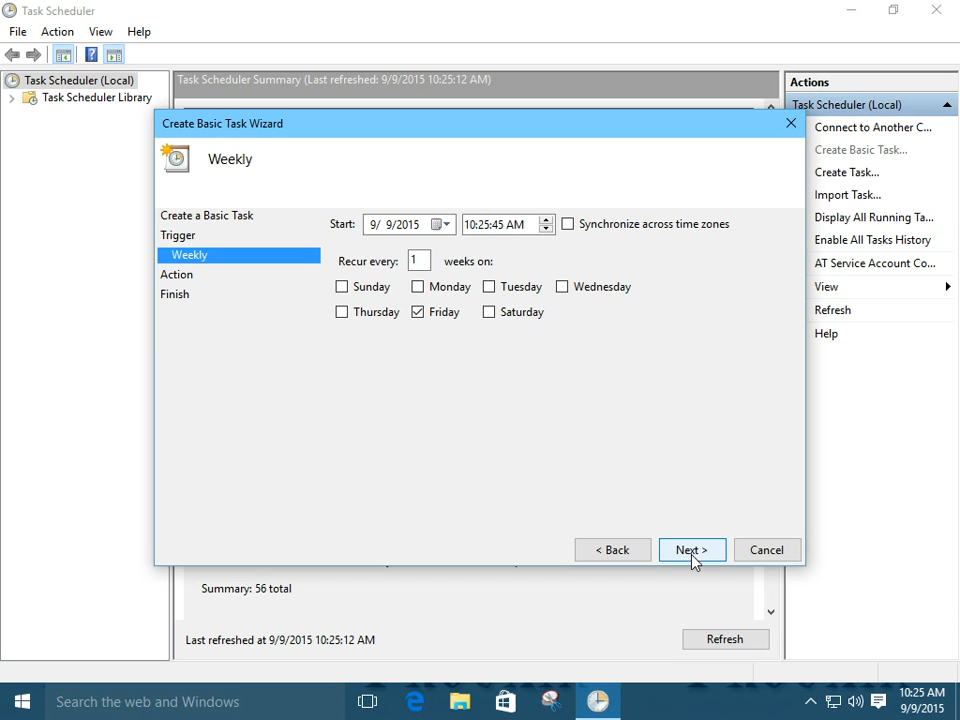 Task Scheduler
File Action View Help
Task Scheduler (Local)
Task Scheduler Library
Task Scheduler Summary (Last refreshed: 9/9/2015 10:25:12 AM)
Create Basic Task Wizard
Weekly
Create a Basic Task
Trigger
Weekly
Action
Finish
Start: 9/ 9/2015 10:25:45 AM Synchronize across time zones
Recur every: 1 weeks on:
Sunday Monday Tuesday Wednesday
Thursday Friday Saturday
< Back Next > Cancel
Summary: 56 total
Last refreshed at 9/9/2015 10:25:12 AM Refresh
Actions
Task Scheduler (Local)
Connect to Another C...
Create Basic Task...
Create Task...
Import Task...
Display All Running Ta...
Enable All Tasks History
AT Service Account Co...
View
Refresh
Help
Search the web and Windows
10:25 AM
9/9/2015